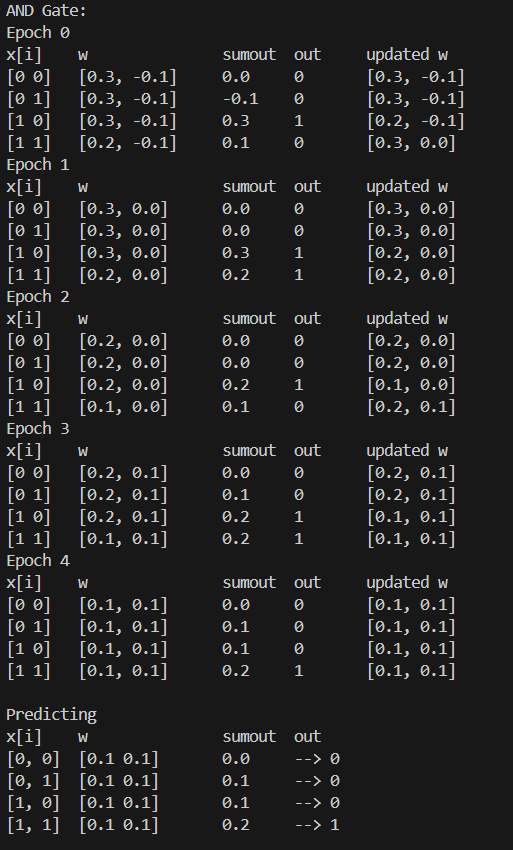 AND Gate:
Epoch 0
x[i] w sumout out updated w
[0 0] [0.3, -0.1] 0.0 0 [0.3, -0.1]
[0 1] [0.3, -0.1] -0.1 0 [0.3, -0.1]
[1 0] [0.3, -0.1] 0.3 1 [0.2, -0.1]
[1 1] [0.2, -0.1] 0.1 0 [0.3, 0.0]
Epoch 1
x[i] w sumout out updated w
[0 0] [0.3, 0.0] 0.0 0 [0.3, 0.0]
[0 1] [0.3, 0.0] 0.0 0 [0.3, 0.0]
[1 0] [0.3, 0.0] 0.3 1 [0.2, 0.0]
[1 1] [0.2, 0.0] 0.2 1 [0.2, 0.0]
Epoch 2
x[i] w sumout out updated w
[0 0] [0.2, 0.0] 0.0 0 [0.2, 0.0]
[0 1] [0.2, 0.0] 0.0 0 [0.2, 0.0]
[1 0] [0.2, 0.0] 0.2 1 [0.1, 0.0]
[1 1] [0.1, 0.0] 0.1 0 [0.2, 0.1]
Epoch 3
x[i] w sumout out updated w
[0 0] [0.2, 0.1] 0.0 0 [0.2, 0.1]
[0 1] [0.2, 0.1] 0.1 0 [0.2, 0.1]
[1 0] [0.2, 0.1] 0.2 1 [0.1, 0.1]
[1 1] [0.1, 0.1] 0.2 1 [0.1, 0.1]
Epoch 4
x[i] w sumout out updated w
[0 0] [0.1, 0.1] 0.0 0 [0.1, 0.1]
[0 1] [0.1, 0.1] 0.1 0 [0.1, 0.1]
[1 0] [0.1, 0.1] 0.1 0 [0.1, 0.1]
[1 1] [0.1, 0.1] 0.2 1 [0.1, 0.1]
Predicting
x[i] w sumout out
[0, 0] [0.1 0.1] 0.0 --> 0
[0, 1] [0.1 0.1] 0.1 --> 0
[1, 0] [0.1 0.1] 0.1 --> 0
[1, 1] [0.1 0.1] 0.2 --> 1